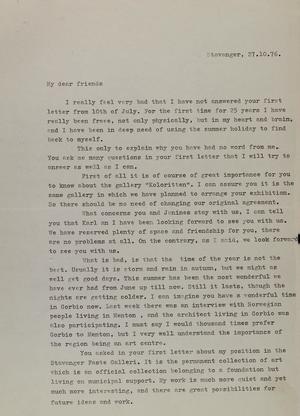 Stavanger, 27.10.76.
My dear friends
I really feel very bad that I have not answered your first
letter from 10th of July. For the first time for 25 years I have
really been free, not only physically, but in my heart and brain,
and I have been in deep need of using the summer holiday to find
back to myself.
This only to explain why you have had no word from me.
You ask so many questions in your first letter that I will try to
answer as well as I can.
First of all it is of course of great importance for you
to know about the gallery "Koloritten". I can assure you it is the
same gallery in which we have planned to arrange your exhibition.
So there should be no need of changing our original agreement.
What concerns you and Jonines stay with us, I can tell
you that Karl an I have been looking forward to see you with us.
We have reserved plenty of space and friendship for you, there
are no problems at all. On the contrary, as I said, we look forward
to see you with us.
What is bad, is that the time of the year is not the
best. Usually it is storm and rain in autumn, but we might as
well get good days. This summer has been the most wonderful we
have ever had from June up till now. Still it lasts, though the
nights are getting colder. I can imagine you have a wonderful time
in Gorbio now. Last week there was an interview with Norwegian
people living in Menton, and the architect living in Gorbio was
also participating. I must say I would thousand times prefer
Gorbio to Menton, but I very well understand the importance of
the region being an art centre.
You asked in your first letter about my position in the
Stavanger Faste Galleri. It is the permanent collection of art
which is an official collection belonging to a foundation but
living on municipal support. My work is much more quiet and yet
much more interesting, and there are great possibilities for
future ideas and work.